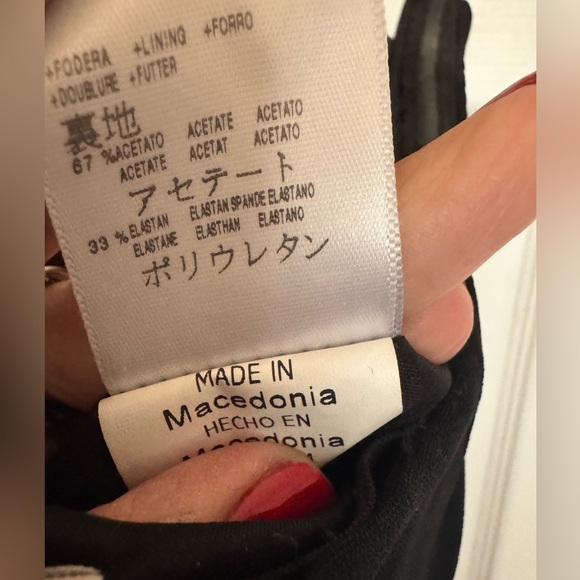 +FODERA +LINING +FORRO
+DOUBLURE +FUTTER
裏地
67 %ACETATO ACETATE ACETATO
ACETATE ACETAT ACETATO
アセテート
33 %ELASTAN ELASTAN SPANDE ELASTANO
ELASTANE ELASTHAN ELASTANO
ポリウレタン
MADE IN
Macedonia
HECHO EN
Macedonia